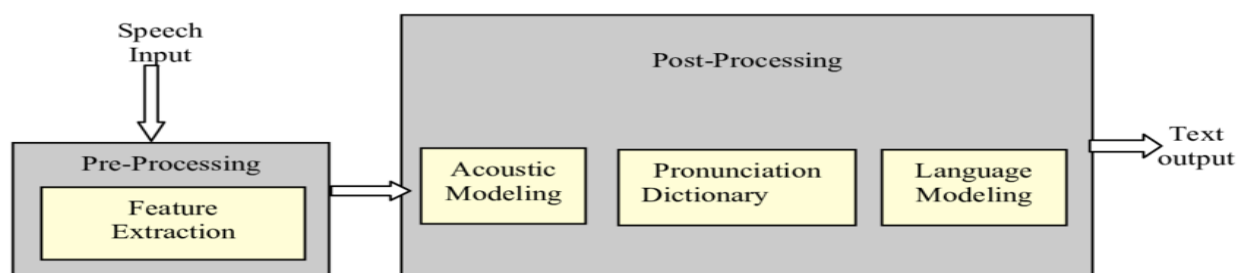 Speech
Input
Pre-Processing
Feature
Extraction
Post-Processing
Acoustic
Modeling
Pronunciation
Dictionary
Language
Modeling
Text
output